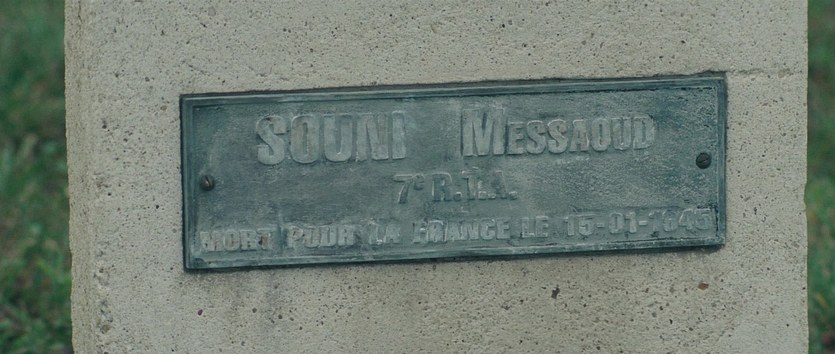 SOUNI MESSAOUD
7e R.T.A.
MORT POUR LA FRANCE LE 15-01-1945